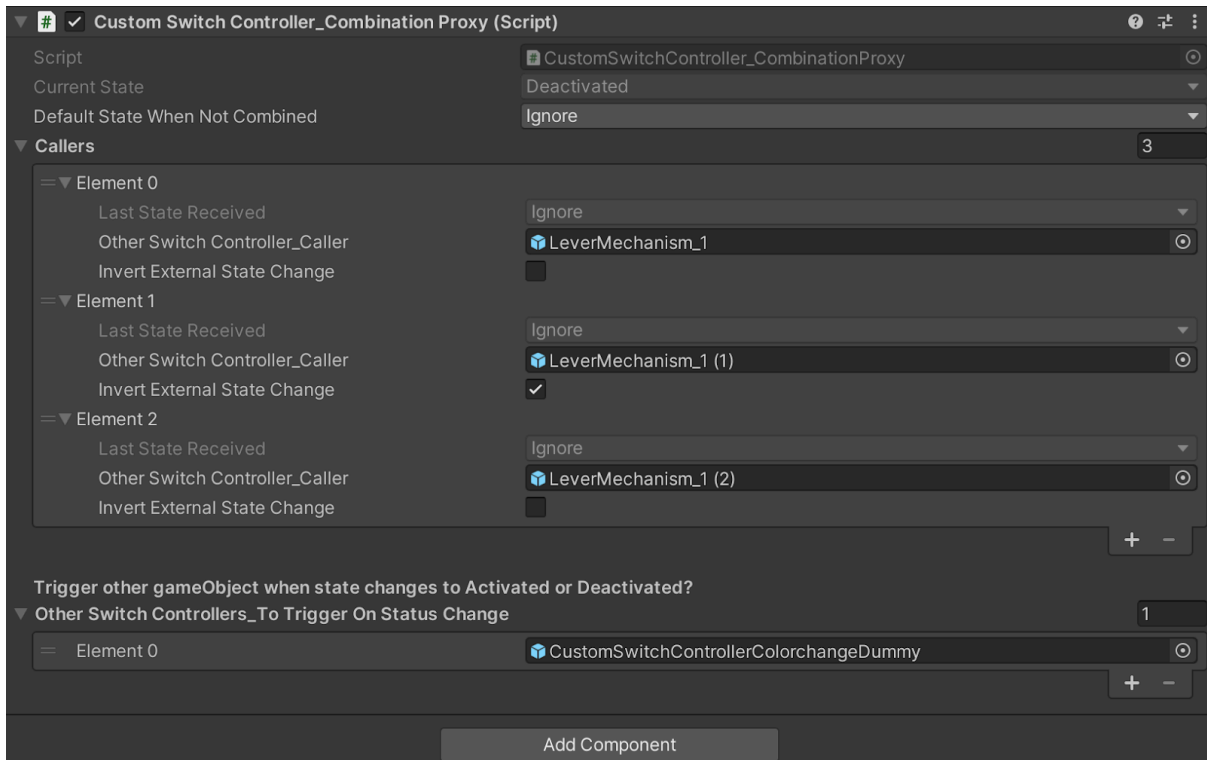 Custom Switch Controller_Combination Proxy (Script)
Script CustomSwitchController_CombinationProxy
Current State Deactivated
Default State When Not Combined Ignore
Callers 3
Element 0
Last State Received Ignore
Other Switch Controller_Caller LeverMechanism_1
Invert External State Change
Element 1
Last State Received Ignore
Other Switch Controller_Caller LeverMechanism_1 (1)
Invert External State Change
Element 2
Last State Received Ignore
Other Switch Controller_Caller LeverMechanism_1 (2)
Invert External State Change
Trigger other gameObject when state changes to Activated or Deactivated?
Other Switch Controllers_To Trigger On Status Change 1
Element 0 CustomSwitchControllerColorchangeDummy
Add Component